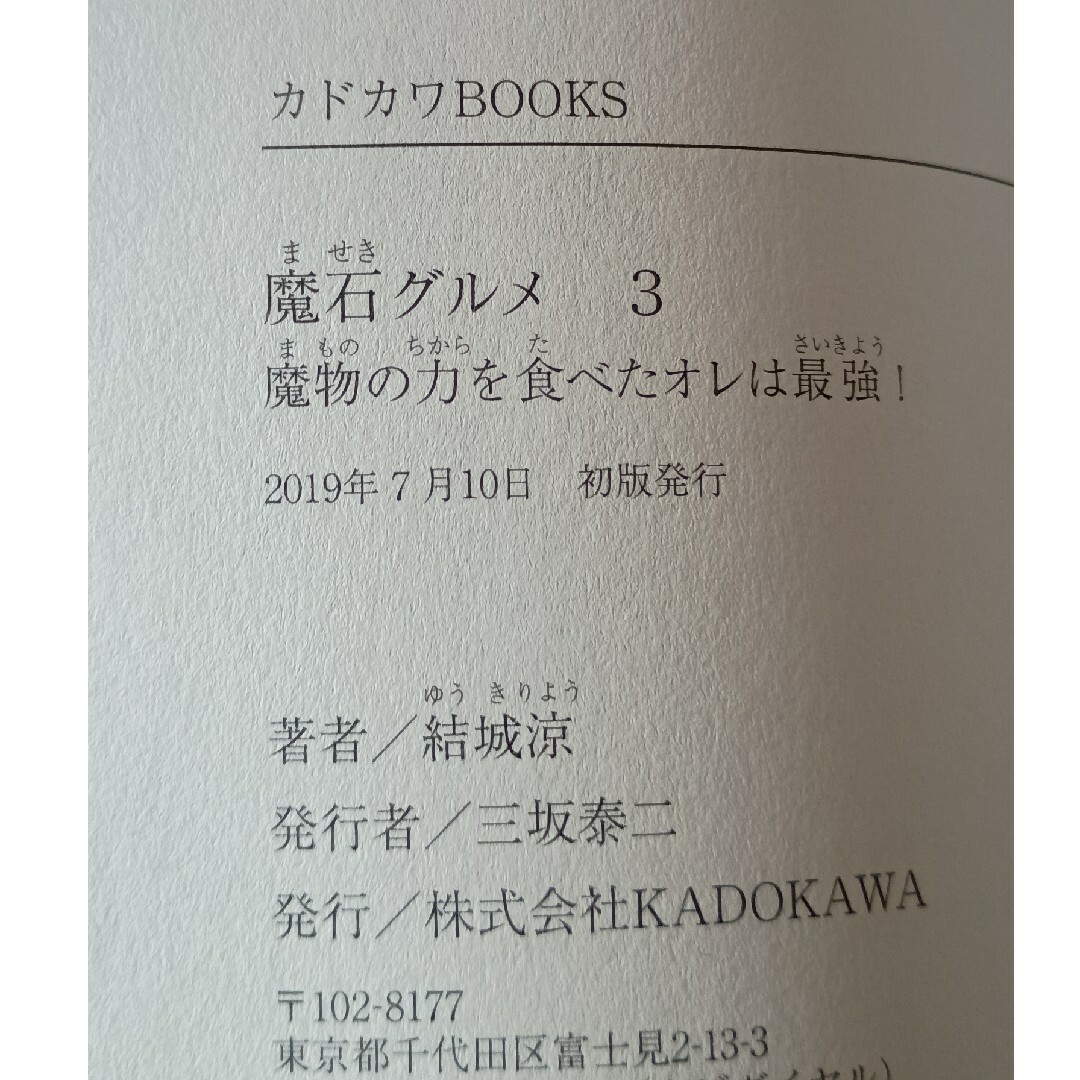 カドカワBOOKS
ま せき
魔石グルメ　3
ま もの ちから た さいきよう
魔物の力を食べたオレは最強！
2019年7月10日　初版発行
ゆう きりよう
著者／結城涼
発行者／三坂泰二
発行／株式会社KADOKAWA
〒102-8177
東京都千代田区富士見2-13-3